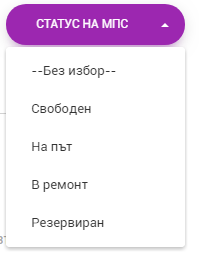 СТАТУС НА МПС
--Без избор--
Свободен
На път
В ремонт
Резервиран